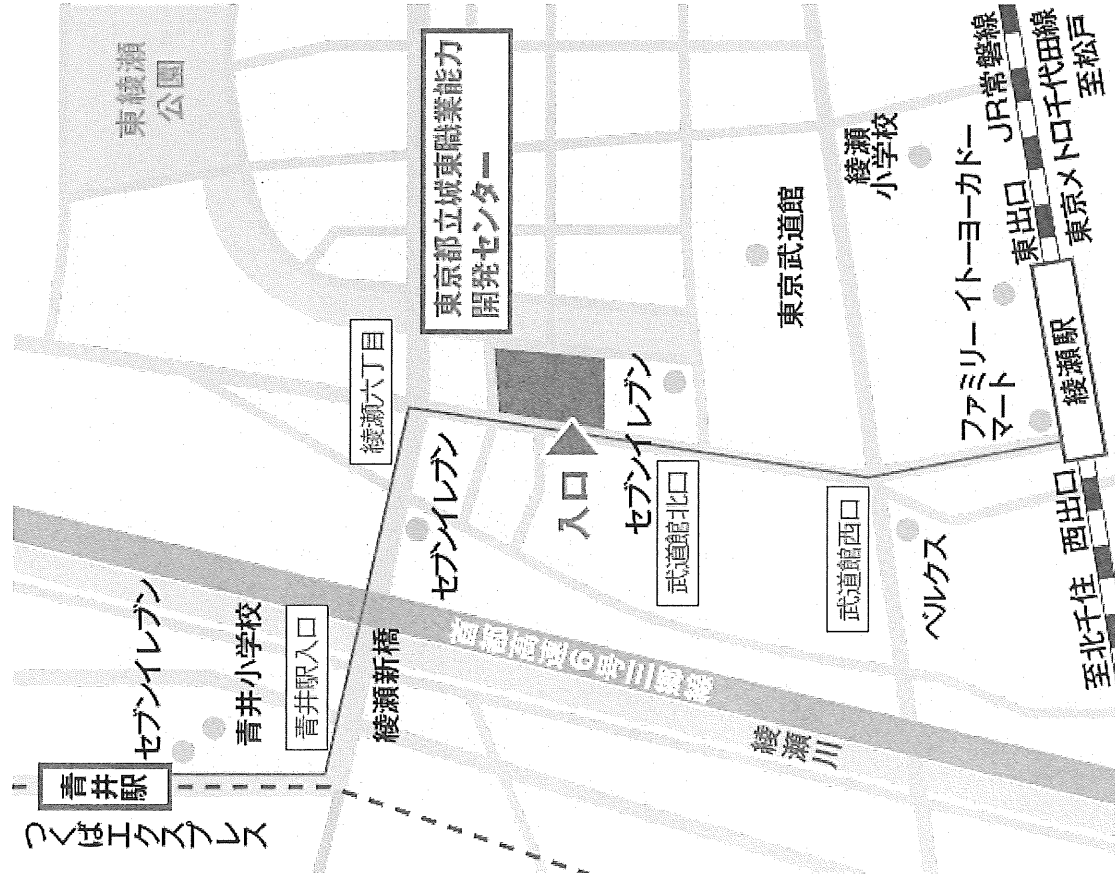 東綾瀬
公園
東京都立城東職業能力
開発センター
綾瀬六丁目
セブンイレブン
青井小学校
青井駅入口
青井駅
つくばエクスプレス
綾瀬新橋
セブンイレブン
入口
セブンイレブン
武道館北口
首都高速6号三郷線
綾瀬川
武道館西口
ベルクス
東京武道館
綾瀬
小学校
ファミリー
マート
イトーヨーカドー
東出口
JR常磐線
東京メトロ千代田線
至松戸
綾瀬駅
西出口
至北千住